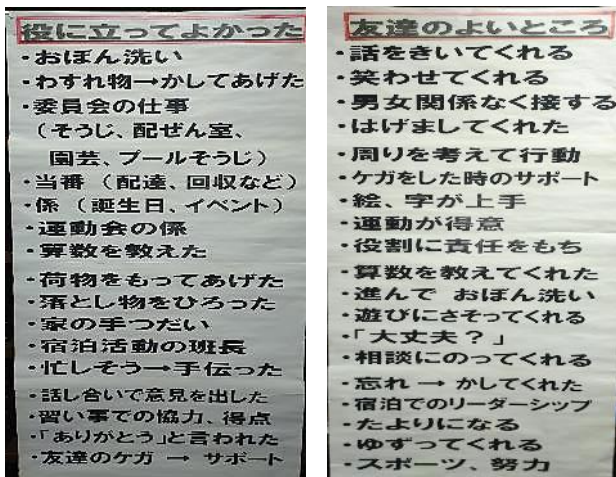 役に立ってよかった
・おぼん洗い
・わすれ物→かしてあげた
・委員会の仕事
（そうじ、配ぜん室、
園芸、プールそうじ）
・当番（配達、回収など）
・係（誕生日、イベント）
・運動会の係
・算数を教えた
・荷物をもってあげた
・落とし物をひろった
・家の手つだい
・宿泊活動の班長
・忙しそう→手伝った
・話し合いで意見を出した
・習い事での協力、得点
・「ありがとう」と言われた
・友達のケガ → サポート
友達のよいところ
・話をきいてくれる
・笑わせてくれる
・男女関係なく接する
・はげましてくれた
・周りを考えて行動
・ケガをした時のサポート
・絵、字が上手
・運動が得意
・役割に責任をもち
・算数を教えてくれた
・進んで おぼん洗い
・遊びにさそってくれる
・「大丈夫？」
・相談にのってくれる
・忘れ → かしてくれた
・宿泊でのリーダーシップ
・たよりになる
・ゆずってくれる
・スポーツ、努力